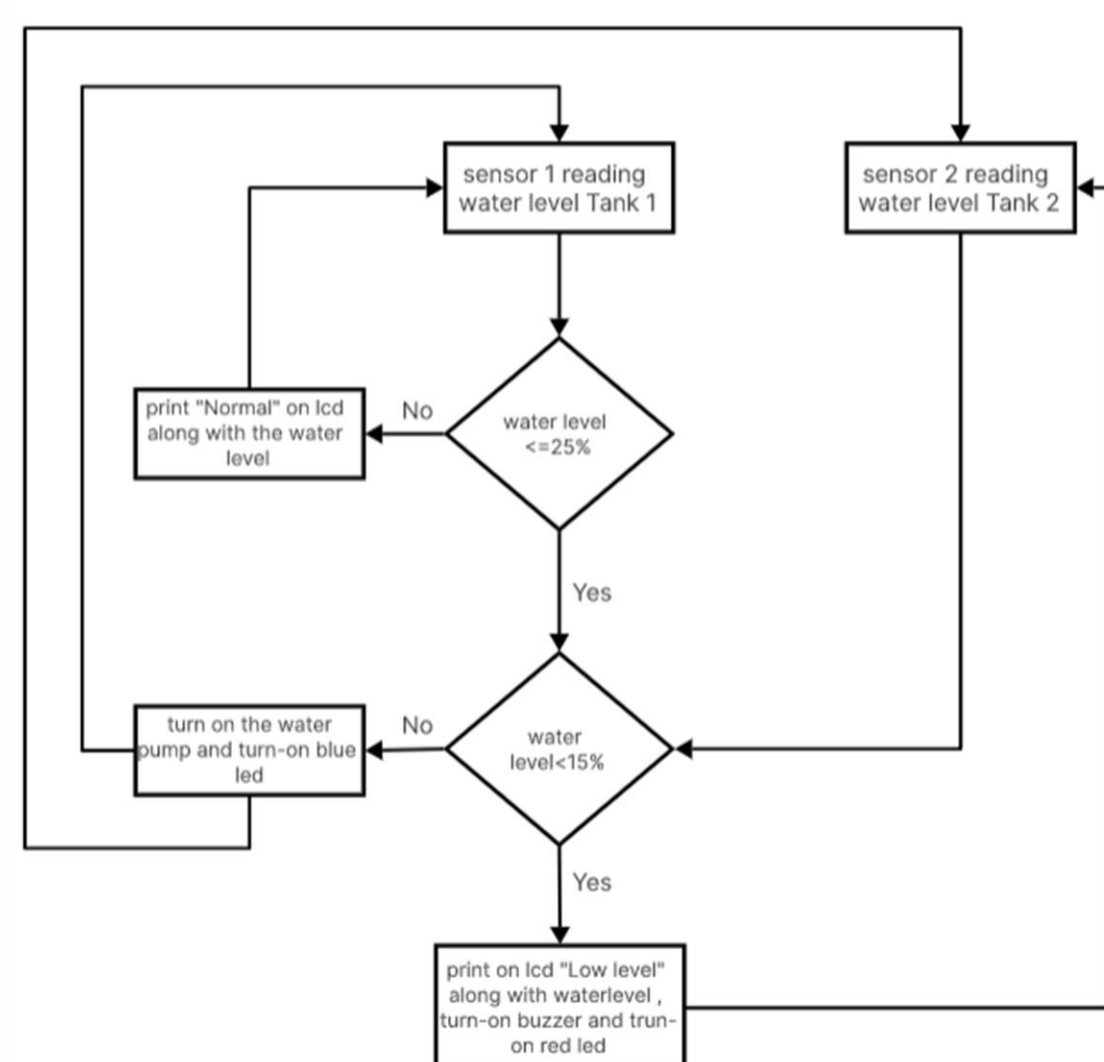 sensor 1 reading
water level Tank 1
sensor 2 reading
water level Tank 2
print "Normal" on lcd
along with the water
level
No
water level
<=25%
Yes
turn on the water
pump and turn-on blue
led
No
water
level<15%
Yes
print on lcd "Low level"
along with waterlevel ,
turn-on buzzer and trun-
on red led